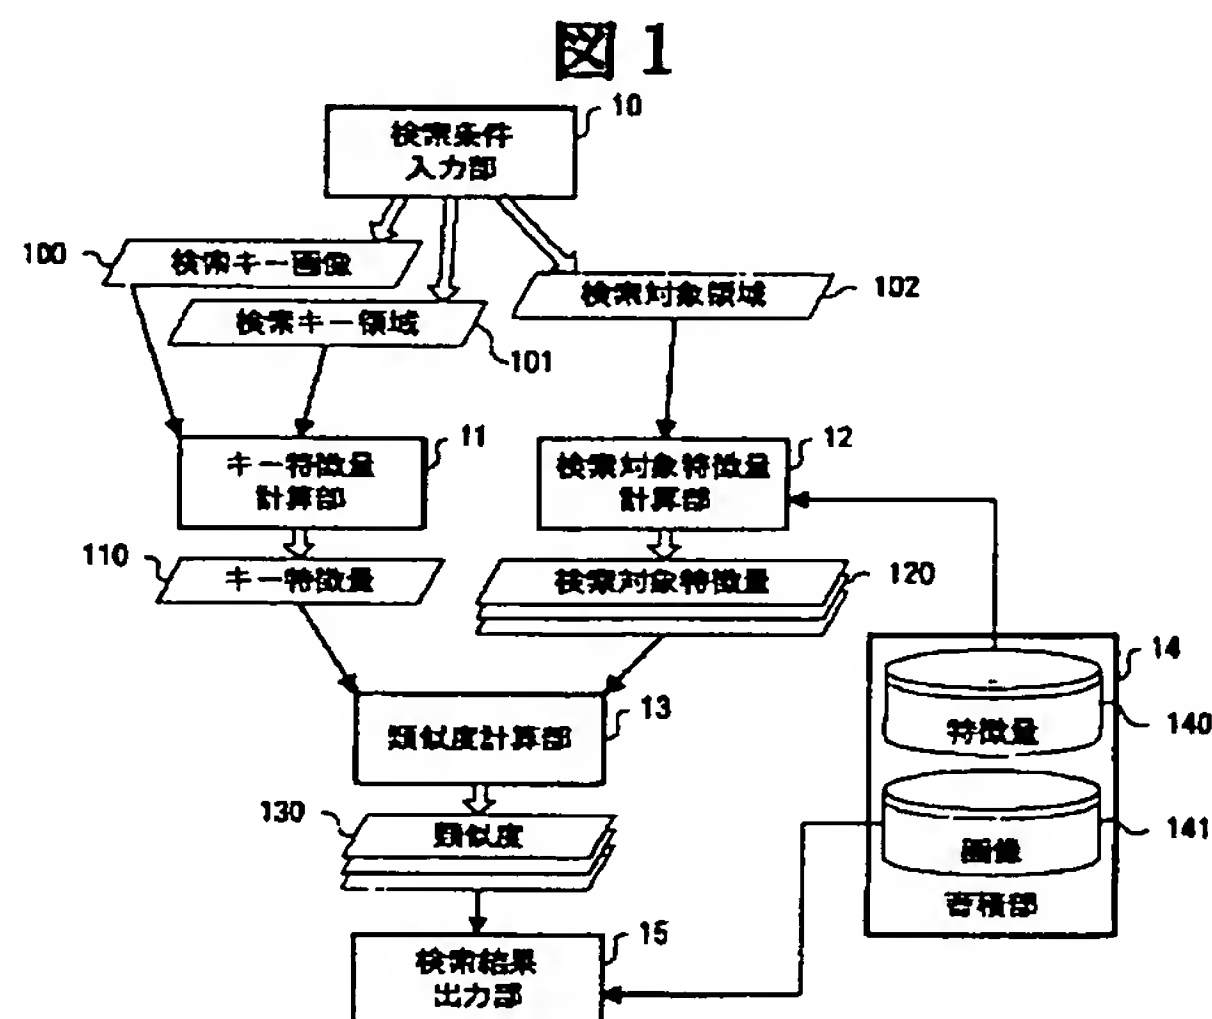 図1
10
検索条件
入力部
100
検索キー画像
検索対象領域
102
検索キー領域
101
11
12
キー特徴量
計算部
検索対象特徴量
計算部
110
キー特徴量
検索対象特徴量
120
14
13
類似度計算部
特徴量
140
130
類似度
141
画像
蓄積部
15
検索結果
出力部